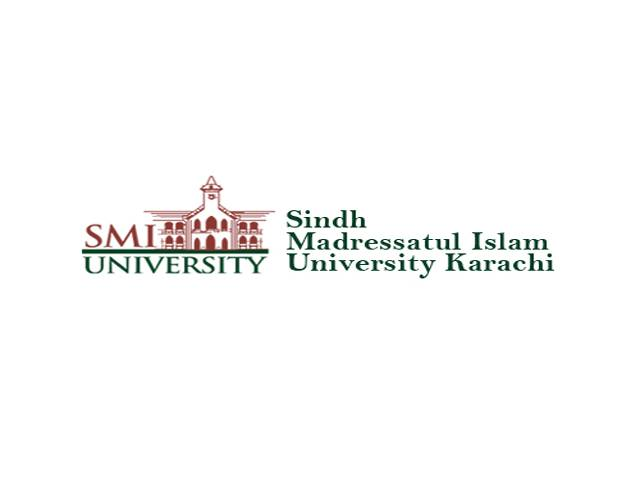 SMI
UNIVERSITY
Sindh
Madressatul Islam
University Karachi